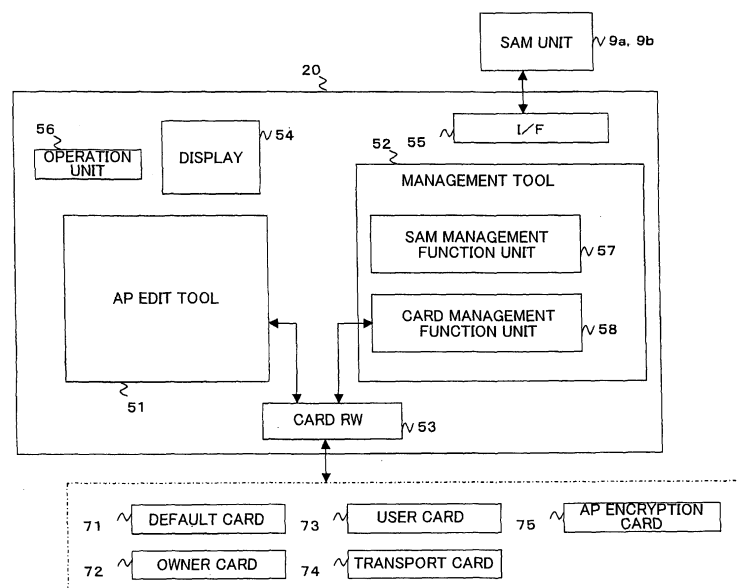 SAM UNIT
9a, 9b
20
56
OPERATION
UNIT
DISPLAY
54
55
I/F
52
MANAGEMENT TOOL
SAM MANAGEMENT
FUNCTION UNIT
57
AP EDIT TOOL
CARD MANAGEMENT
FUNCTION UNIT
58
51
CARD RW
53
71
DEFAULT CARD
73
USER CARD
75
AP ENCRYPTION
CARD
72
OWNER CARD
74
TRANSPORT CARD